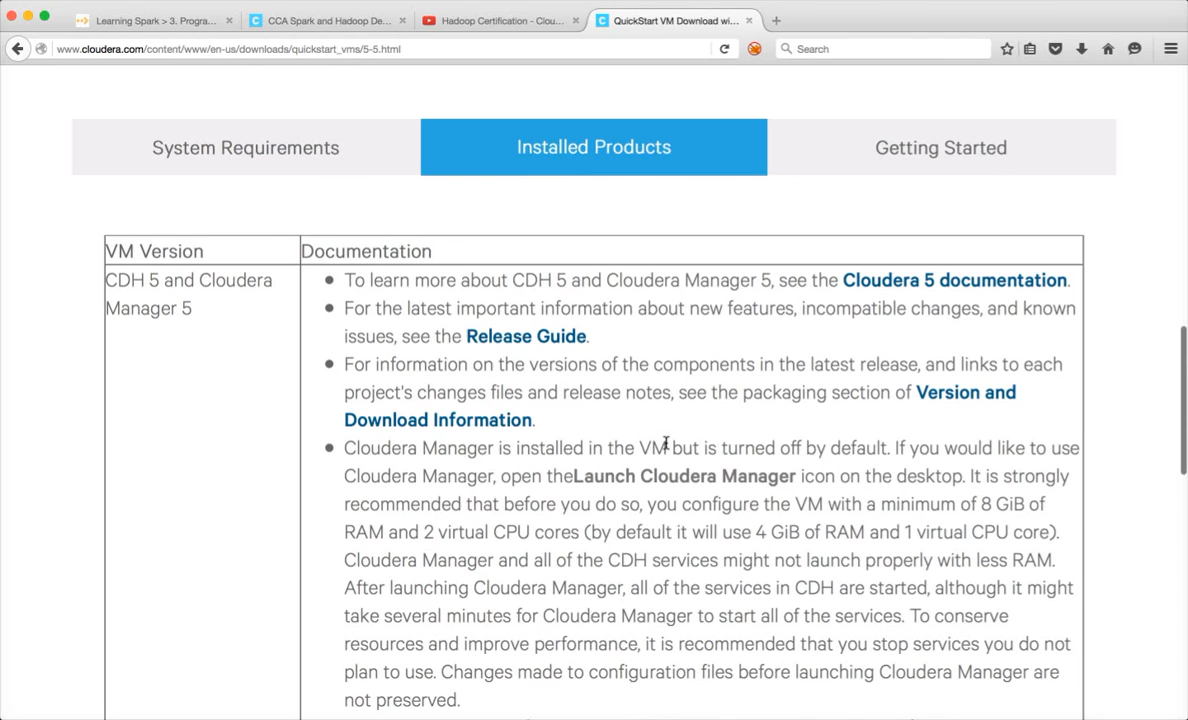 Learning Spark > 3. Progra...
CCA Spark and Hadoop De...
Hadoop Certification - Clou...
QuickStart VM Download wi...
www.cloudera.com/content/www/en-us/downloads/quickstart_vms/5-5.html
Search
System Requirements
Installed Products
Getting Started
VM Version
Documentation
CDH 5 and Cloudera
Manager 5
To learn more about CDH 5 and Cloudera Manager 5, see the Cloudera 5 documentation.
For the latest important information about new features, incompatible changes, and known
issues, see the Release Guide.
For information on the versions of the components in the latest release, and links to each
project's changes files and release notes, see the packaging section of Version and
Download Information.
Cloudera Manager is installed in the VM but is turned off by default. If you would like to use
Cloudera Manager, open theLaunch Cloudera Manager icon on the desktop. It is strongly
recommended that before you do so, you configure the VM with a minimum of 8 GiB of
RAM and 2 virtual CPU cores (by default it will use 4 GiB of RAM and 1 virtual CPU core).
Cloudera Manager and all of the CDH services might not launch properly with less RAM.
After launching Cloudera Manager, all of the services in CDH are started, although it might
take several minutes for Cloudera Manager to start all of the services. To conserve
resources and improve performance, it is recommended that you stop services you do not
plan to use. Changes made to configuration files before launching Cloudera Manager are
not preserved.